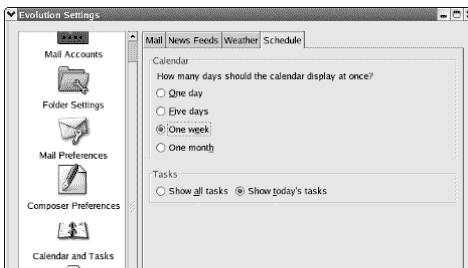 Evolution Settings
Mail Accounts
Folder Settings
Mail Preferences
Composer Preferences
Calendar and Tasks
Mail News Feeds Weather Schedule
Calendar
How many days should the calendar display at once?
One day
Five days
One week
One month
Tasks
Show all tasks Show today's tasks